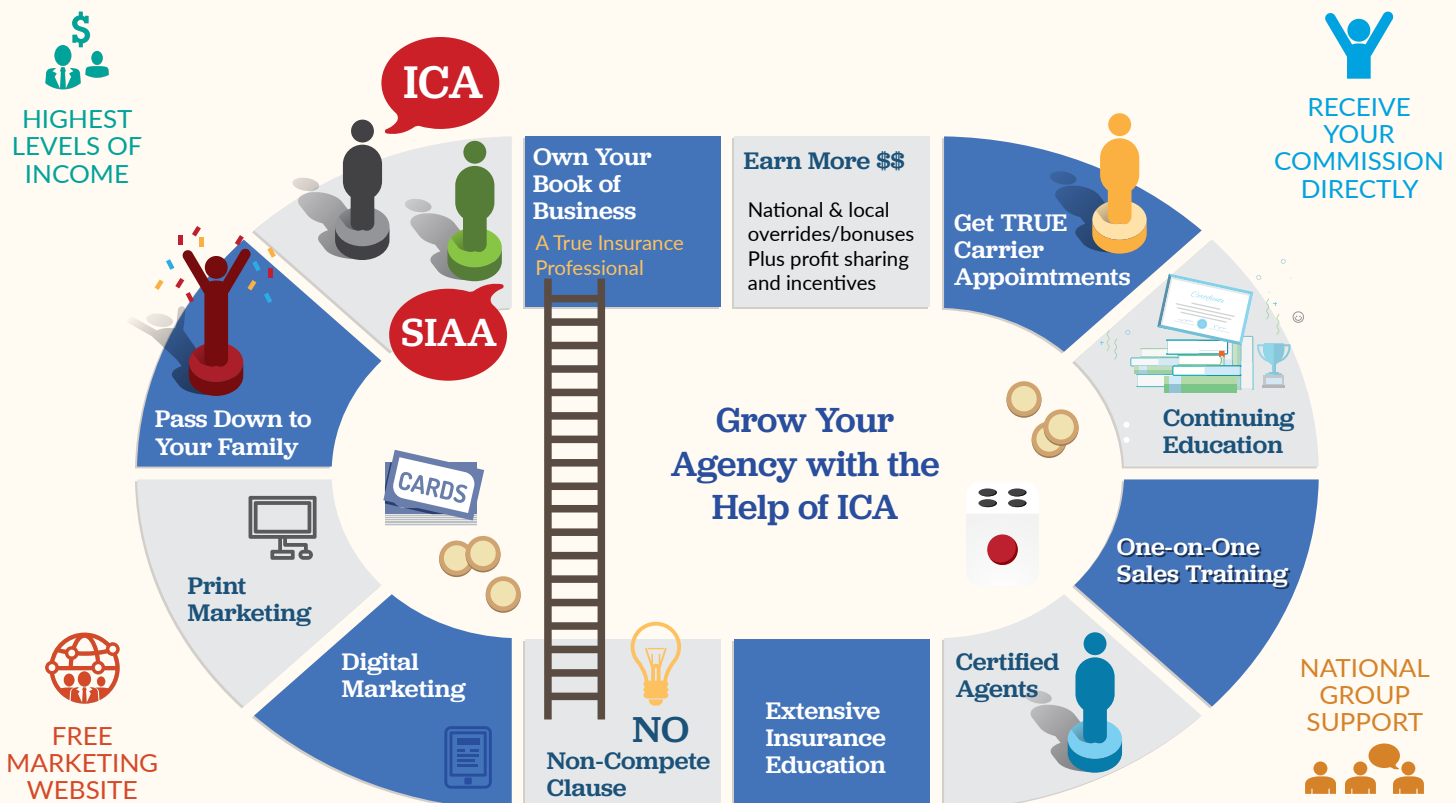 HIGHEST
LEVELS OF
INCOME
ICA
SIAA
Own Your
Book of
Business
A True Insurance
Professional
Earn More $$
National & local
overrides/bonuses
Plus profit sharing
and incentives
Get TRUE
Carrier
Appoimtments
RECEIVE
YOUR
COMMISSION
DIRECTLY
Certificate
Continuing
Education
Pass Down to
Your Family
CARDS
Grow Your
Agency with the
Help of ICA
One-on-One
Sales Training
Print
Marketing
Digital
Marketing
NO
Non-Compete
Clause
Extensive
Insurance
Education
Certified
Agents
FREE
MARKETING
WEBSITE
NATIONAL
GROUP
SUPPORT